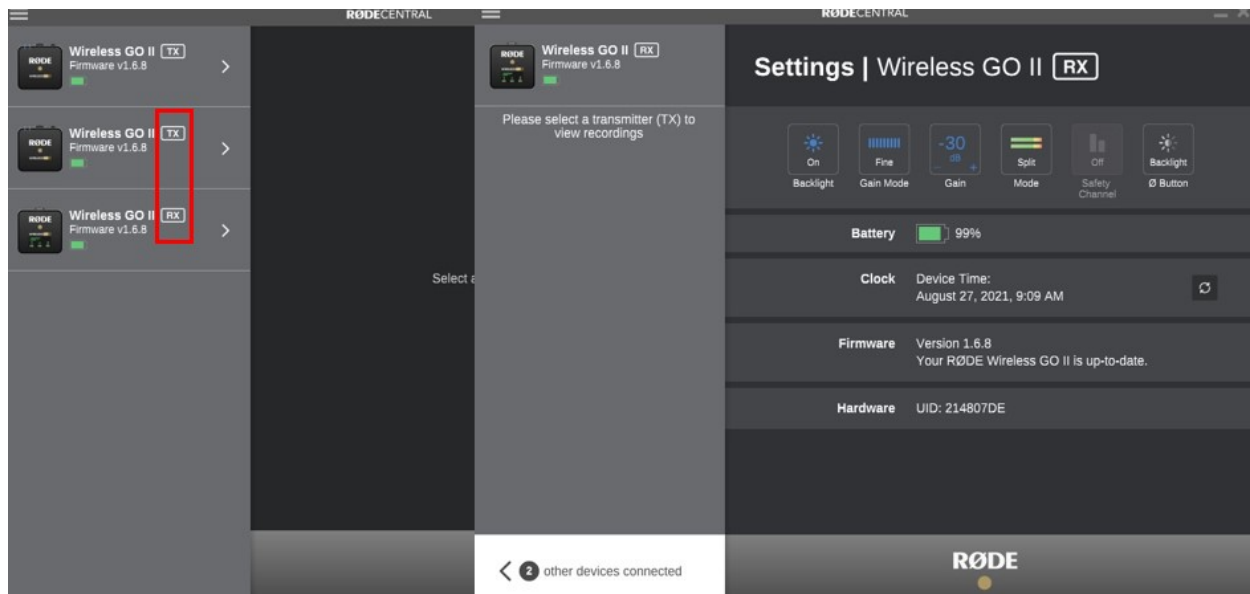 RØDECENTRAL
Wireless GO II TX
Firmware v1.6.8
Wireless GO II TX
Firmware v1.6.8
Wireless GO II RX
Firmware v1.6.8
Select a
RØDECENTRAL
Wireless GO II RX
Firmware v1.6.8
Please select a transmitter (TX) to
view recordings
2 other devices connected
Settings | Wireless GO II RX
On
Fine
-30
dB
- +
Split
Off
Backlight
Backlight
Gain Mode
Gain
Mode
Safety
Channel
Ø Button
Battery 99%
Clock Device Time:
August 27, 2021, 9:09 AM
Firmware Version 1.6.8
Your RØDE Wireless GO II is up-to-date.
Hardware UID: 214807DE
RØDE